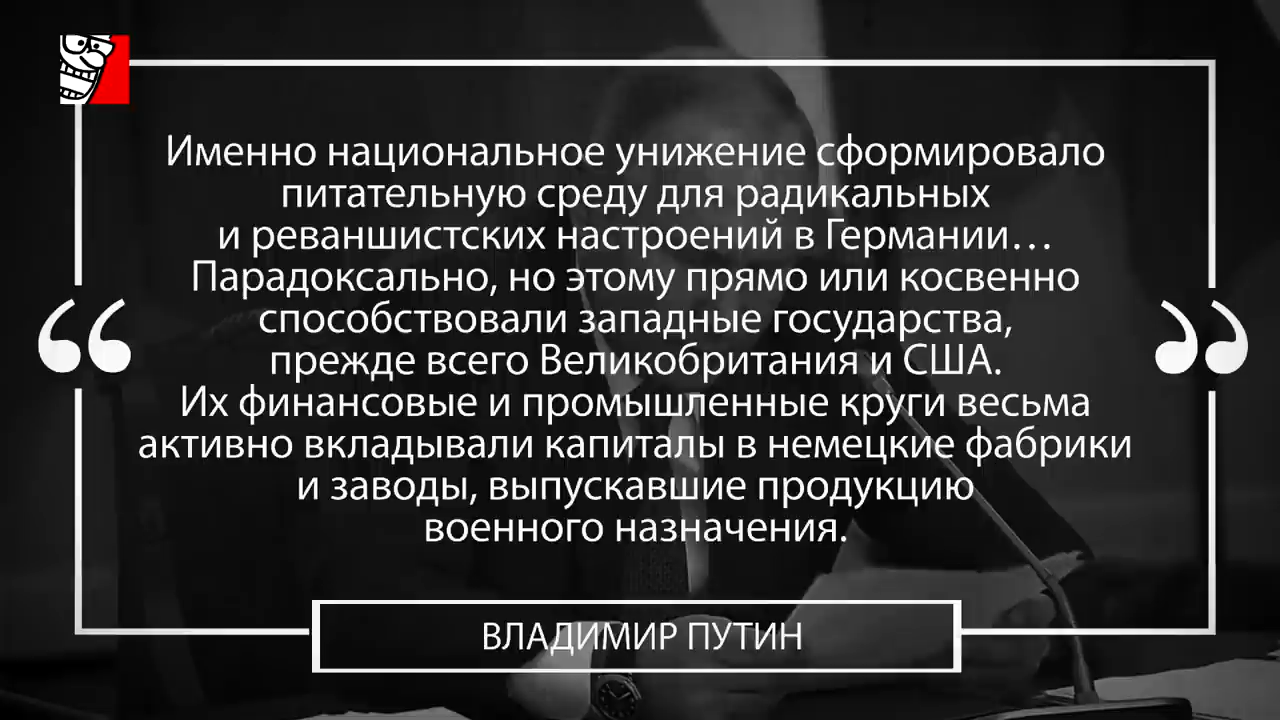 Именно национальное унижение сформировало
питательную среду для радикальных
и реваншистских настроений в Германии…
Парадоксально, но этому прямо или косвенно
способствовали западные государства,
прежде всего Великобритания и США.
Их финансовые и промышленные круги весьма
активно вкладывали капиталы в немецкие фабрики
и заводы, выпускавшие продукцию
военного назначения.
ВЛАДИМИР ПУТИН